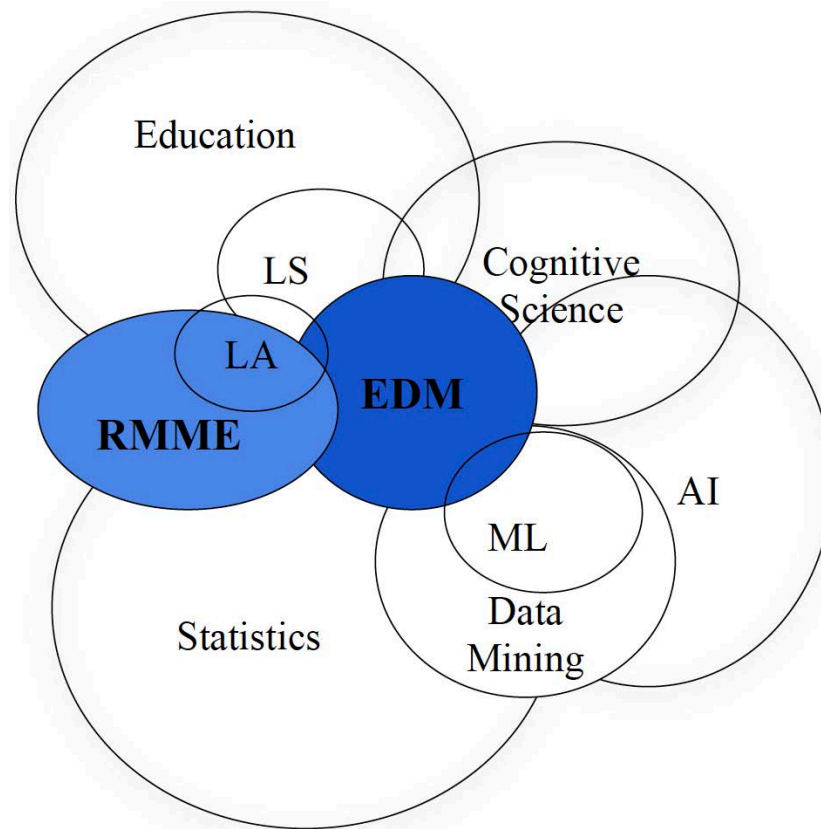 Education
LS
Cognitive
Science
LA
EDM
RMME
AI
ML
Data
Mining
Statistics